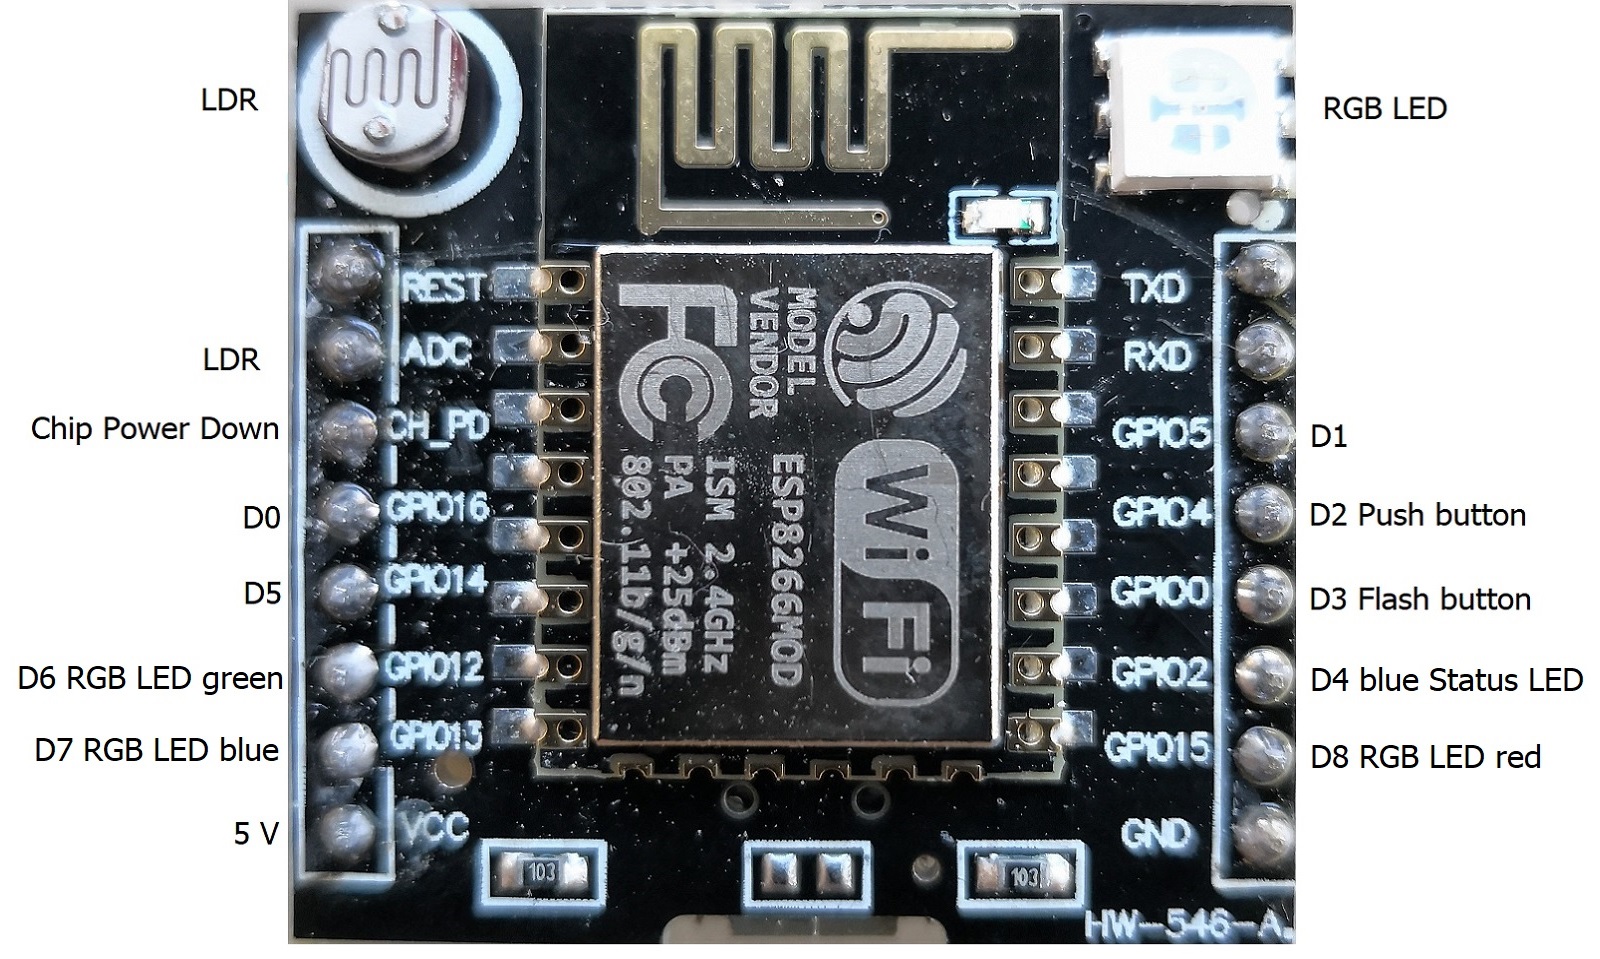 LDR
RGB LED
REST
TXD
LDR
ADC
RXD
Chip Power Down
CH_PD
GPIO5
D1
D0
GPIO16
GPIO4
D2 Push button
D5
GPIO14
GPIO0
D3 Flash button
D6 RGB LED green
GPIO12
GPIO2
D4 blue Status LED
D7 RGB LED blue
GPIO13
GPIO15
D8 RGB LED red
5 V
VCC
GND
MODEL
VENDOR
ESP8266MOD
ISM 2.4GHz
PA +25dBm
802.11b/g/n
FC
WiFi
103
103
HW-546-A.